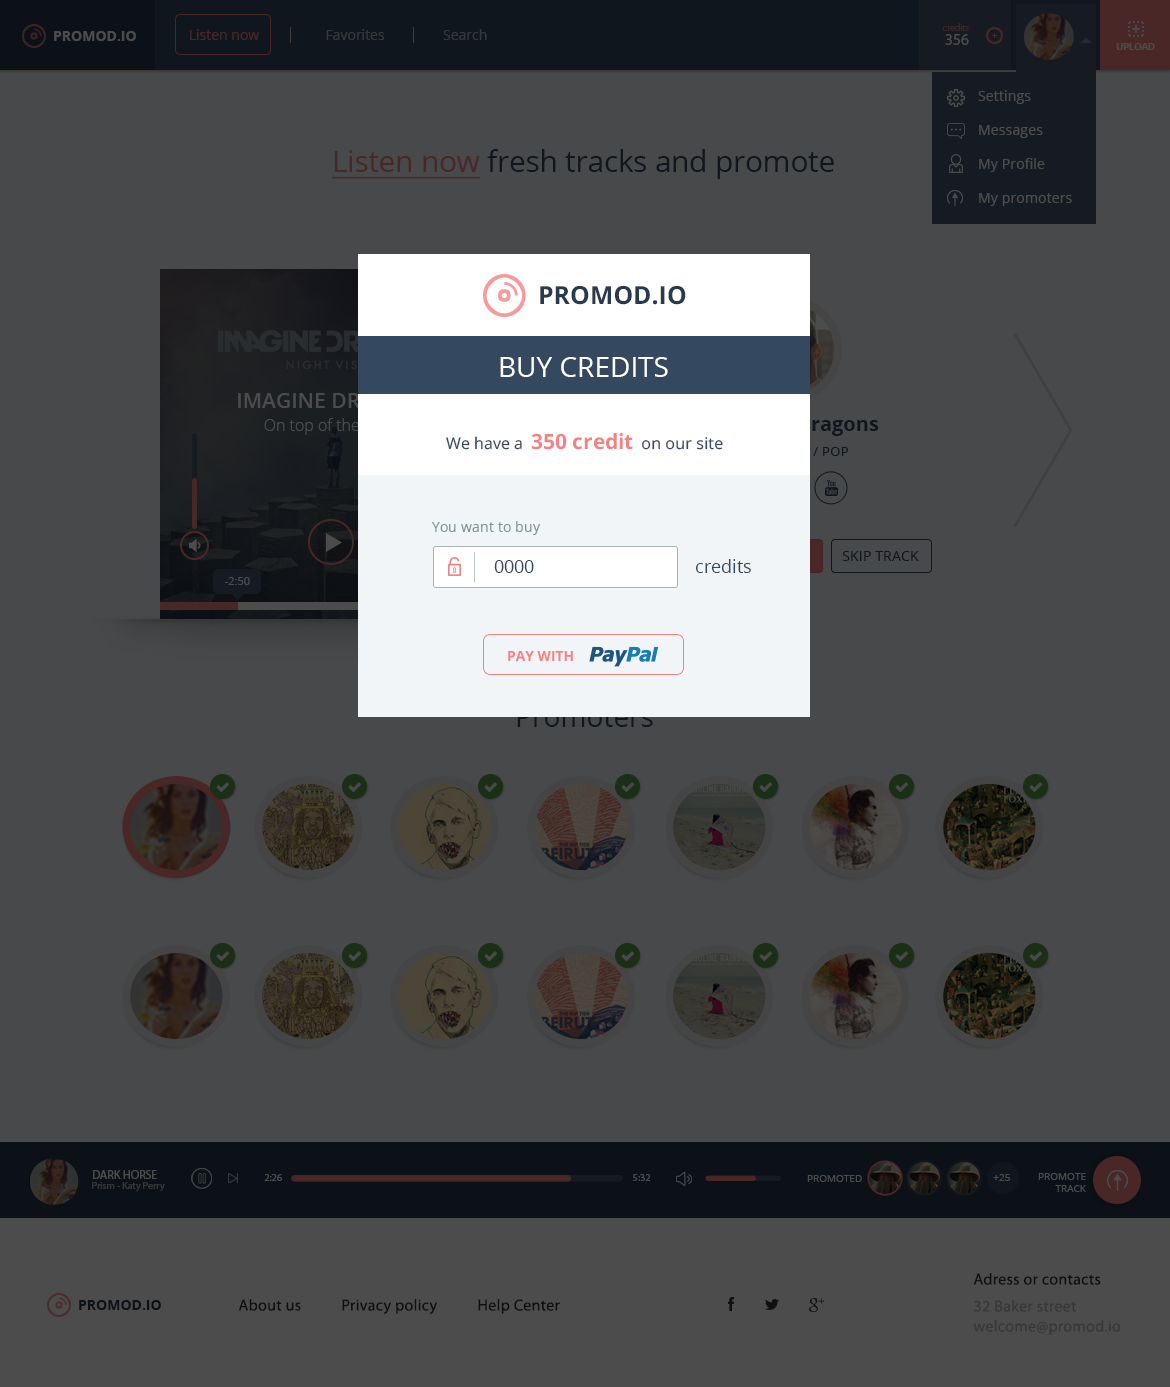 PROMOD.IO
Listen now
Favorites
Search
credits
356
UPLOAD
Settings
Messages
My Profile
My promoters
Listen now fresh tracks and promote
PROMOD.IO
BUY CREDITS
We have a 350 credit on our site
You want to buy
0000
credits
PAY WITH PayPal
IMAGINE DR
NIGHT VIS
IMAGINE DR
On top of the
-2:50
ragons
/ POP
You
Tube
SKIP TRACK
Promoters
BEIRUT
BEIRUT
DARK HORSE
Prism - Katy Perry
2:26
5:32
PROMOTED
+25
PROMOTE
TRACK
PROMOD.IO
About us
Privacy policy
Help Center
f
g+
Adress or contacts
32 Baker street
welcome@promod.io